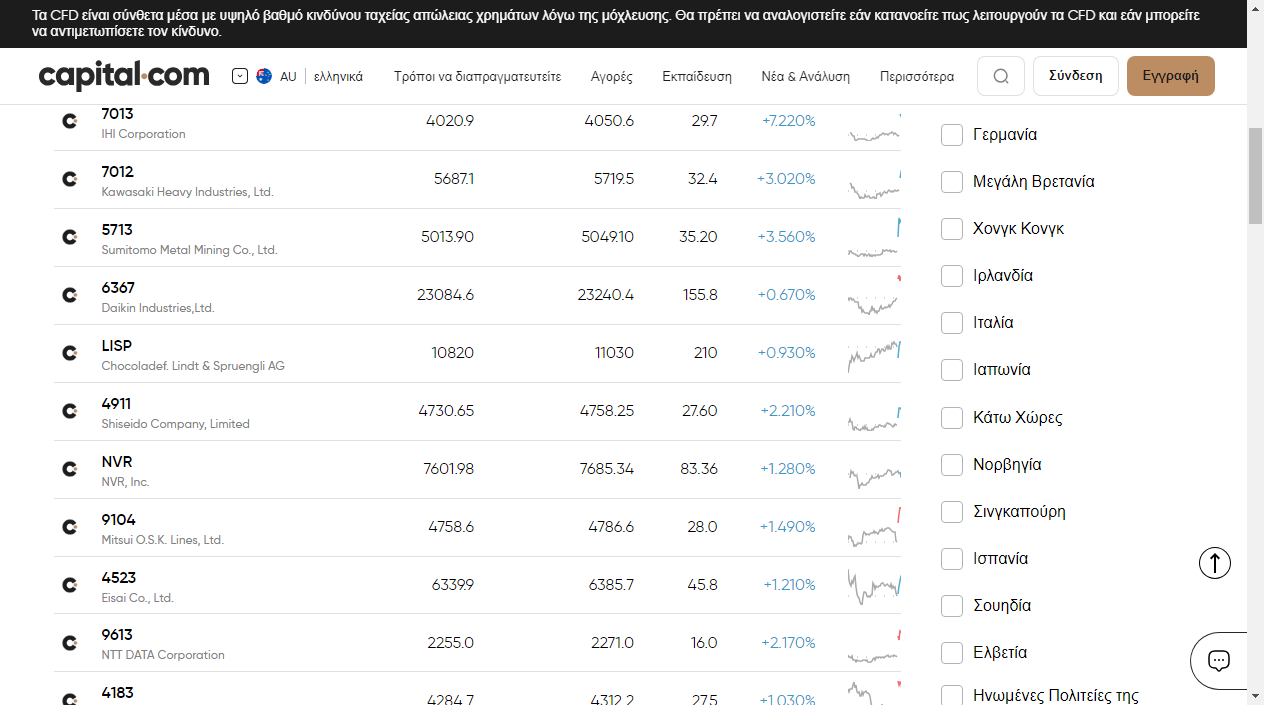 Τα CFD είναι σύνθετα μέσα με υψηλό βαθμό κινδύνου ταχείας απώλειας χρημάτων λόγω της μόχλευσης. Θα πρέπει να αναλογιστείτε εάν κατανοείτε πως λειτουργούν τα CFD και εάν μπορείτε
να αντιμετωπίσετε τον κίνδυνο.
capital.com AU ελληνικά Τρόποι να διαπραγματευτείτε Αγορές Εκπαίδευση Νέα & Ανάλυση Περισσότερα Σύνδεση Εγγραφή
7013 4020.9 4050.6 29.7 +7.220%
IHI Corporation
7012 5687.1 5719.5 32.4 +3.020%
Kawasaki Heavy Industries, Ltd.
5713 5013.90 5049.10 35.20 +3.560%
Sumitomo Metal Mining Co., Ltd.
6367 23084.6 23240.4 155.8 +0.670%
Daikin Industries,Ltd.
LISP 10820 11030 210 +0.930%
Chocoladef. Lindt & Spruengli AG
4911 4730.65 4758.25 27.60 +2.210%
Shiseido Company, Limited
NVR 7601.98 7685.34 83.36 +1.280%
NVR, Inc.
9104 4758.6 4786.6 28.0 +1.490%
Mitsui O.S.K. Lines, Ltd.
4523 6339.9 6385.7 45.8 +1.210%
Eisai Co., Ltd.
9613 2255.0 2271.0 16.0 +2.170%
NTT DATA Corporation
4183 4284.7 4312.2 27.5 +1.030%
Γερμανία
Μεγάλη Βρετανία
Χονγκ Κονγκ
Ιρλανδία
Ιταλία
Ιαπωνία
Κάτω Χώρες
Νορβηγία
Σινγκαπούρη
Ισπανία
Σουηδία
Ελβετία
Ηνωμένες Πολιτείες της